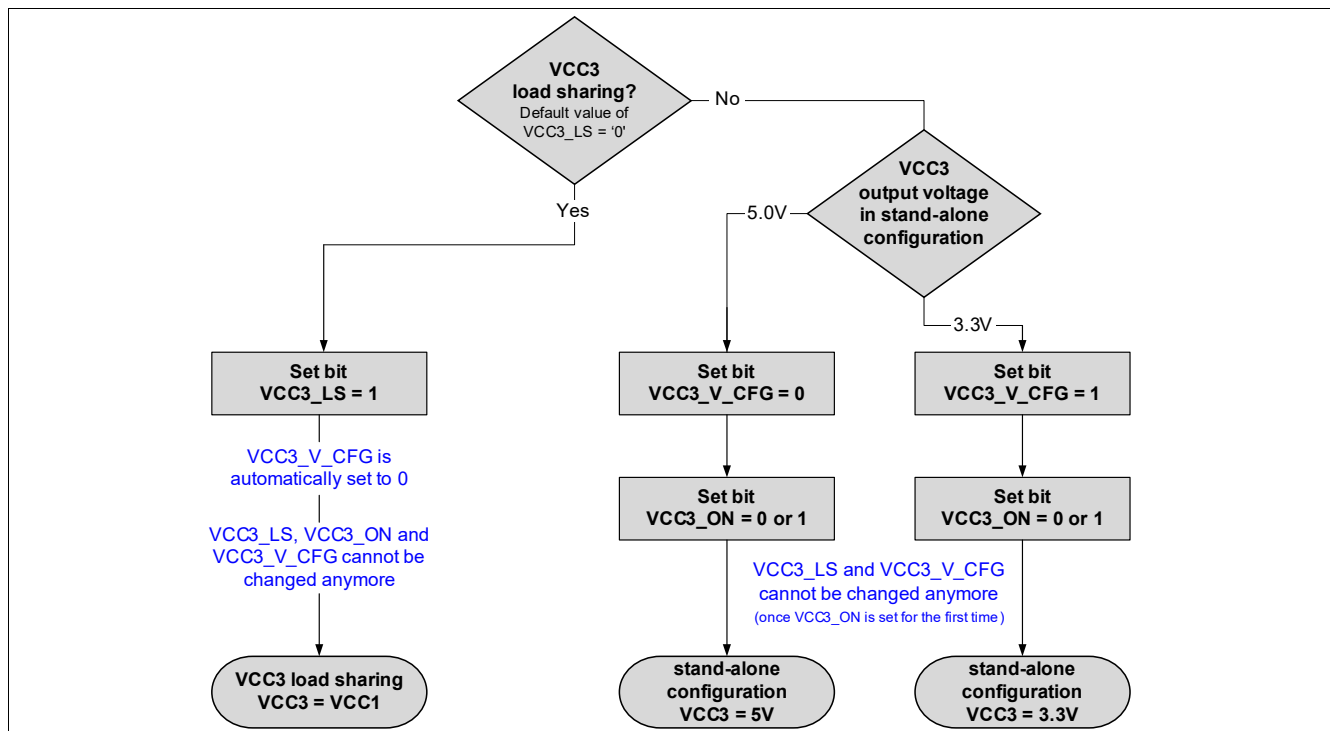 VCC3
load sharing?
Default value of
VCC3_LS = ‘0’
No
Yes
VCC3
output voltage
in stand-alone
configuration
5.0V
3.3V
Set bit
VCC3_LS = 1
VCC3_V_CFG is
automatically set to 0
VCC3_LS, VCC3_ON and
VCC3_V_CFG cannot be
changed anymore
VCC3 load sharing
VCC3 = VCC1
Set bit
VCC3_V_CFG = 0
Set bit
VCC3_ON = 0 or 1
Set bit
VCC3_V_CFG = 1
Set bit
VCC3_ON = 0 or 1
VCC3_LS and VCC3_V_CFG
cannot be changed anymore
(once VCC3_ON is set for the first time)
stand-alone
configuration
VCC3 = 5V
stand-alone
configuration
VCC3 = 3.3V